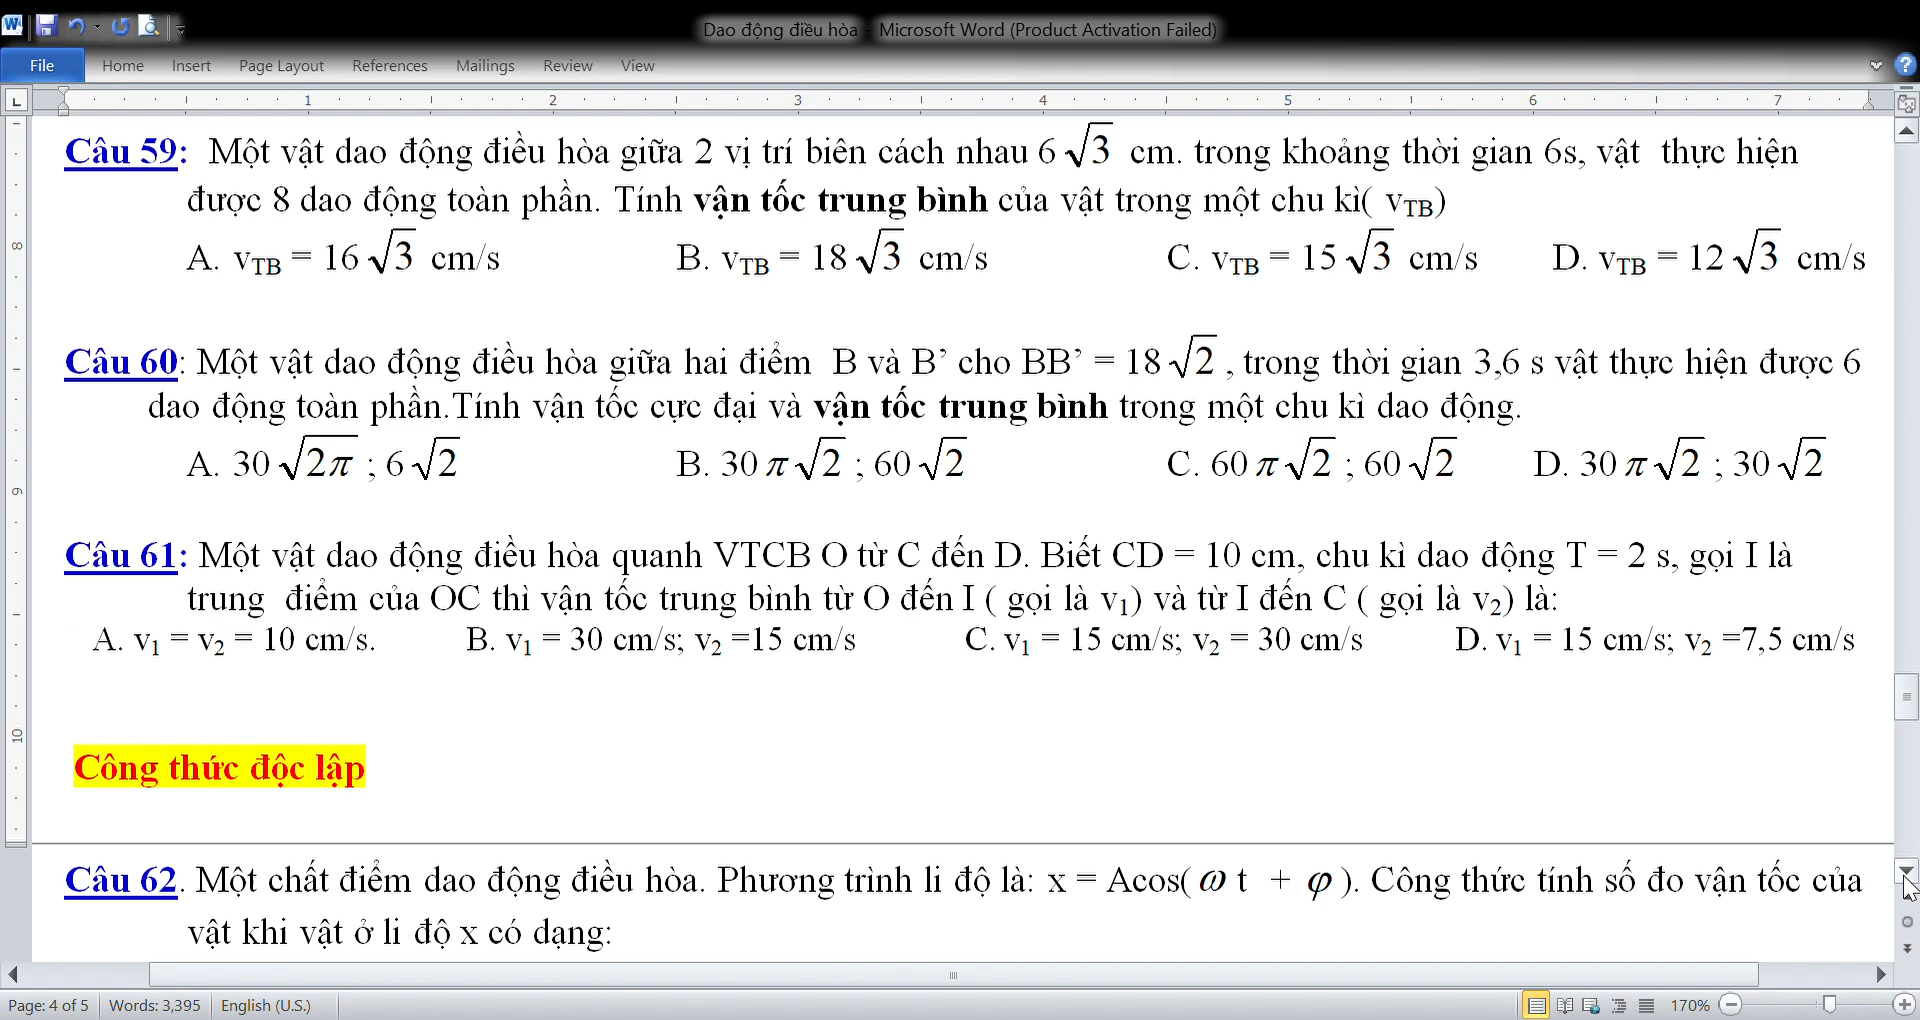 Dao động điều hòa - Microsoft Word (Product Activation Failed)
File Home Insert Page Layout References Mailings Review View
1 2 3 4 5 6 7
Câu 59: Một vật dao động điều hòa giữa 2 vị trí biên cách nhau 6√3 cm. trong khoảng thời gian 6s, vật thực hiện
được 8 dao động toàn phần. Tính vận tốc trung bình của vật trong một chu kì( vTB)
8
A. vTB = 16√3 cm/s B. vTB = 18√3 cm/s C. vTB = 15√3 cm/s D. vTB = 12√3 cm/s
Câu 60: Một vật dao động điều hòa giữa hai điểm B và B’ cho BB’ = 18√2 , trong thời gian 3,6 s vật thực hiện được 6
dao động toàn phần.Tính vận tốc cực đại và vận tốc trung bình trong một chu kì dao động.
A. 30√2π ; 6√2 B. 30π√2 ; 60√2 C. 60π√2 ; 60√2 D. 30π√2 ; 30√2
9
Câu 61: Một vật dao động điều hòa quanh VTCB O từ C đến D. Biết CD = 10 cm, chu kì dao động T = 2 s, gọi I là
trung điểm của OC thì vận tốc trung bình từ O đến I ( gọi là v1) và từ I đến C ( gọi là v2) là:
A. v1 = v2 = 10 cm/s. B. v1 = 30 cm/s; v2 =15 cm/s C. v1 = 15 cm/s; v2 = 30 cm/s D. v1 = 15 cm/s; v2 =7,5 cm/s
10
Công thức độc lập
Câu 62. Một chất điểm dao động điều hòa. Phương trình li độ là: x = Acos(ω t + φ). Công thức tính số đo vận tốc của
vật khi vật ở li độ x có dạng:
Page: 4 of 5 Words: 3,395 English (U.S.) 170%